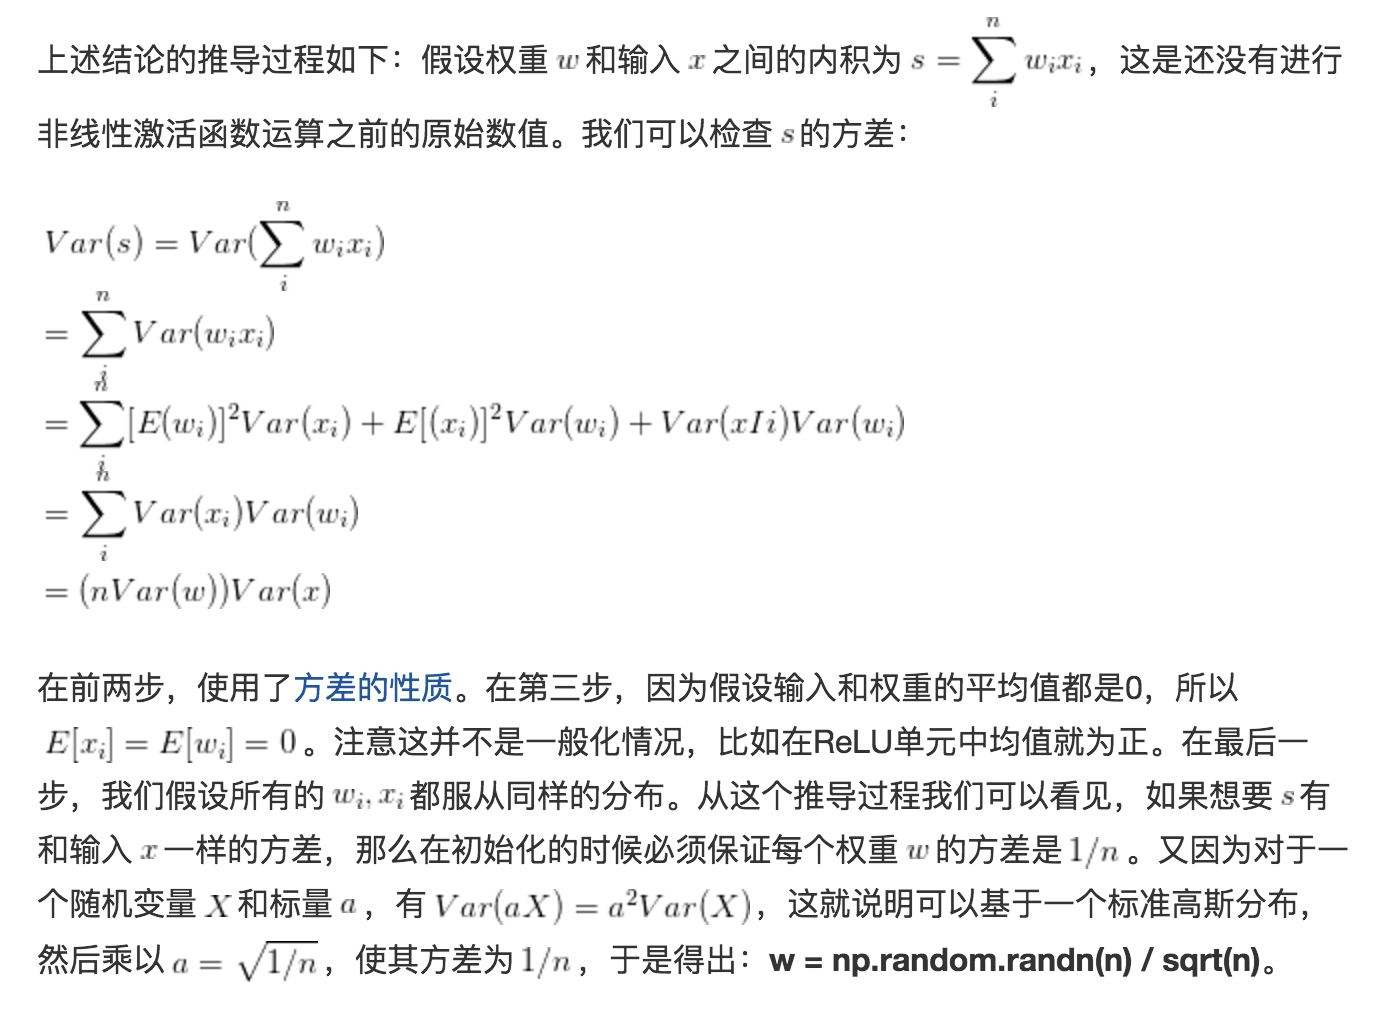 上述结论的推导过程如下：假设权重 w 和输入 x 之间的内积为 s = \sum_i^n w_i x_i，这是还没有进行
非线性激活函数运算之前的原始数值。我们可以检查 s 的方差：
Var(s) = Var(\sum_i^n w_i x_i)
= \sum_i^n Var(w_i x_i)
= \sum_i^n [E(w_i)]^2 Var(x_i) + E[(x_i)]^2 Var(w_i) + Var(xIi)Var(w_i)
= \sum_i^n Var(x_i)Var(w_i)
= (nVar(w))Var(x)
在前两步，使用了方差的性质。在第三步，因为假设输入和权重的平均值都是0，所以
E[x_i] = E[w_i] = 0。注意这并不是一般化情况，比如在ReLU单元中均值就为正。在最后一
步，我们假设所有的 w_i, x_i 都服从同样的分布。从这个推导过程我们可以看见，如果想要 s 有
和输入 x 一样的方差，那么在初始化的时候必须保证每个权重 w 的方差是 1/n 。又因为对于一
个随机变量 X 和标量 a ，有 Var(aX) = a^2 Var(X)，这就说明可以基于一个标准高斯分布，
然后乘以 a = \sqrt{1/n}，使其方差为 1/n ，于是得出：w = np.random.randn(n) / sqrt(n)。